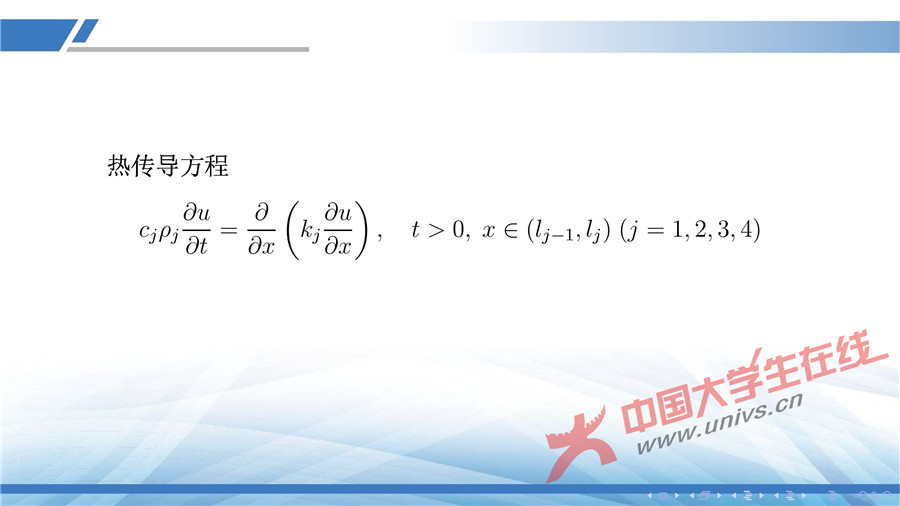 热传导方程
c_jρ_j ∂u/∂t = ∂/∂x (k_j ∂u/∂x), t > 0, x ∈ (l_{j−1}, l_j) (j = 1, 2, 3, 4)
中国大学生在线
www.univs.cn